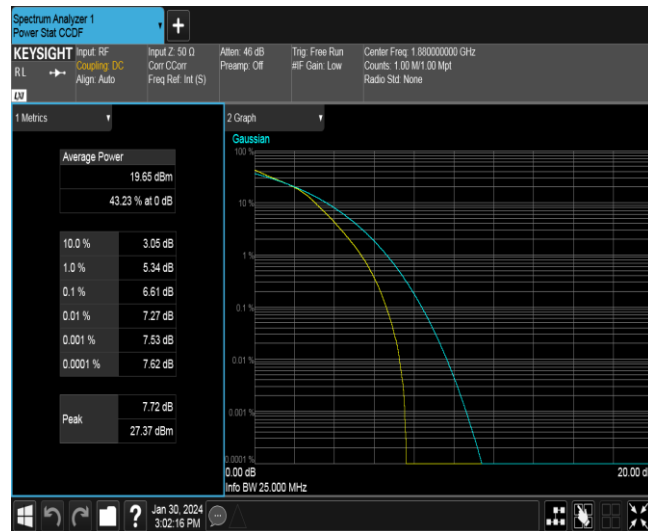 Spectrum Analyzer 1
Power Stat CCDF
+
KEYSIGHT
RL
LXI
Input: RF
Coupling: DC
Align: Auto
Input Z: 50 Ω
Corr CCorr
Freq Ref: Int (S)
Atten: 46 dB
Preamp: Off
Trig: Free Run
#IF Gain: Low
Center Freq: 1.880000000 GHz
Counts: 1.00 M/1.00 Mpt
Radio Std: None
1 Metrics
Average Power
19.65 dBm
43.23 % at 0 dB
10.0 % 3.05 dB
1.0 % 5.34 dB
0.1 % 6.61 dB
0.01 % 7.27 dB
0.001 % 7.53 dB
0.0001 % 7.62 dB
Peak
7.72 dB
27.37 dBm
2 Graph
Gaussian
100 %
10 %
1 %
0.1 %
0.01 %
0.001 %
0.0001 %
0.00 dB
20.00 d
Info BW 25.000 MHz
?
Jan 30, 2024
3:02:16 PM